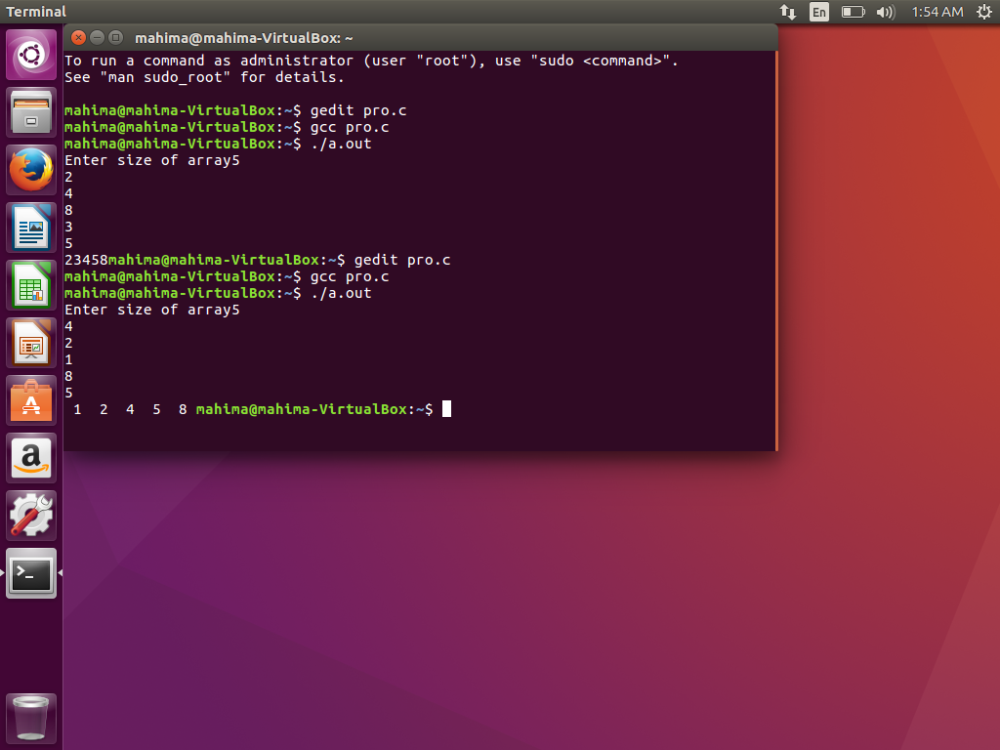 Terminal
En
1:54 AM
mahima@mahima-VirtualBox: ~
To run a command as administrator (user "root"), use "sudo <command>".
See "man sudo_root" for details.
mahima@mahima-VirtualBox:~$ gedit pro.c
mahima@mahima-VirtualBox:~$ gcc pro.c
mahima@mahima-VirtualBox:~$ ./a.out
Enter size of array5
2
4
8
3
5
23458mahima@mahima-VirtualBox:~$ gedit pro.c
mahima@mahima-VirtualBox:~$ gcc pro.c
mahima@mahima-VirtualBox:~$ ./a.out
Enter size of array5
4
2
1
8
5
 1  2  4  5  8 mahima@mahima-VirtualBox:~$